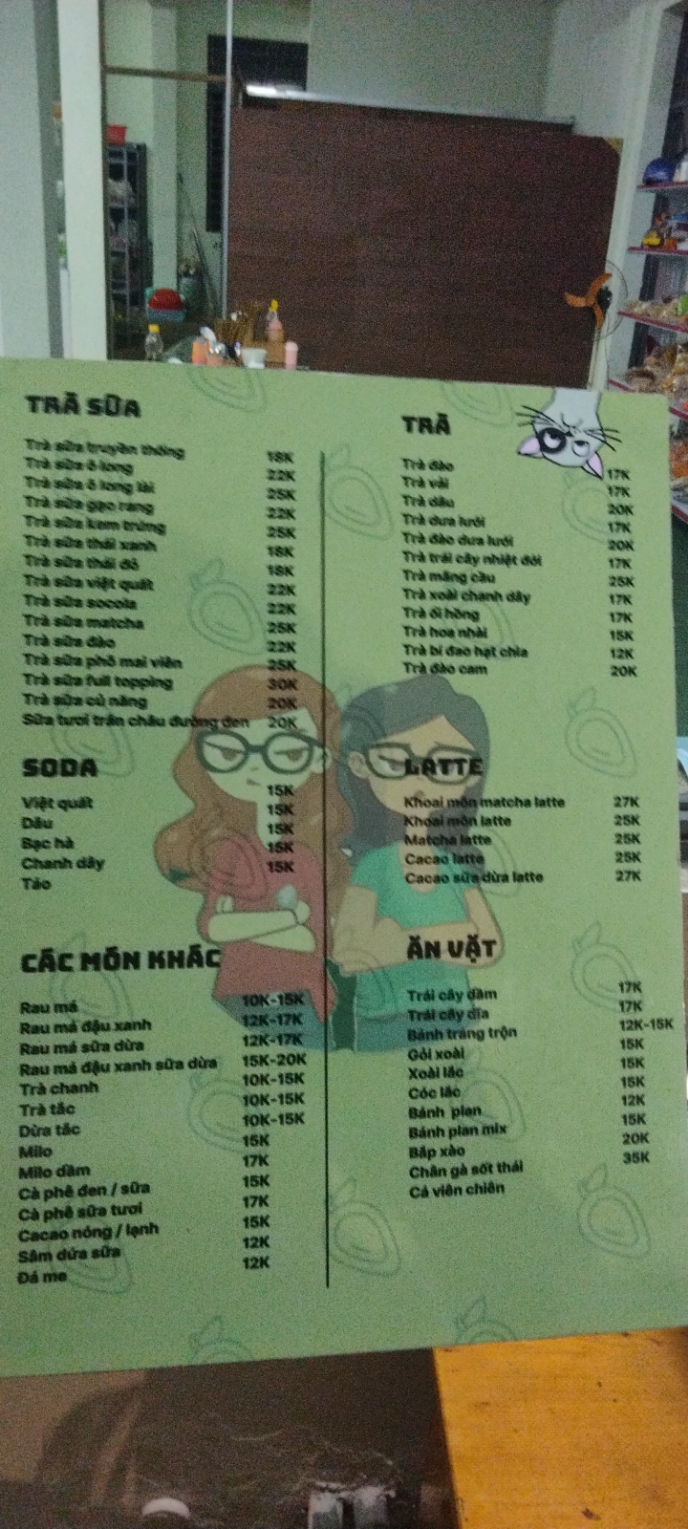 TRÀ SỮA
Trà sữa truyền thống 18K
Trà sữa ô long 22K
Trà sữa ô long lài 25K
Trà sữa gạo rang 22K
Trà sữa kem trứng 25K
Trà sữa thái xanh 18K
Trà sữa thái đỏ 18K
Trà sữa việt quất 22K
Trà sữa socola 22K
Trà sữa matcha 25K
Trà sữa đào 22K
Trà sữa phô mai viên 25K
Trà sữa full topping 30K
Trà sữa củ năng 20K
Sữa tươi trân châu đường đen 20K
SODA
Việt quất 15K
Dâu 15K
Bạc hà 15K
Chanh dây 15K
Táo 15K
CÁC MÓN KHÁC
Rau má 10K-15K
Rau má đậu xanh 12K-17K
Rau má sữa dừa 12K-17K
Rau má đậu xanh sữa dừa 15K-20K
Trà chanh 10K-15K
Trà tắc 10K-15K
Dừa tắc 10K-15K
Milo 15K
Milo dầm 17K
Cà phê đen / sữa 15K
Cà phê sữa tươi 17K
Cacao nóng / lạnh 15K
Sâm dứa sữa 12K
Đá me 12K
TRÀ
Trà đào 17K
Trà vải 17K
Trà dâu 20K
Trà dưa lưới 17K
Trà đào dưa lưới 20K
Trà trái cây nhiệt đới 17K
Trà mãng cầu 25K
Trà xoài chanh dây 17K
Trà ổi hồng 17K
Trà hoa nhài 15K
Trà bí đao hạt chia 12K
Trà đào cam 20K
LATTE
Khoai môn matcha latte 27K
Khoai môn latte 25K
Matcha latte 25K
Cacao latte 25K
Cacao sữa dừa latte 27K
ĂN VẶT
Trái cây dầm 17K
Trái cây dĩa 17K
Bánh tráng trộn 12K-15K
Gỏi xoài 15K
Xoài lắc 15K
Cóc lắc 15K
Bánh plan 12K
Bánh plan mix 15K
Bắp xào 20K
Chân gà sốt thái 35K
Cá viên chiên